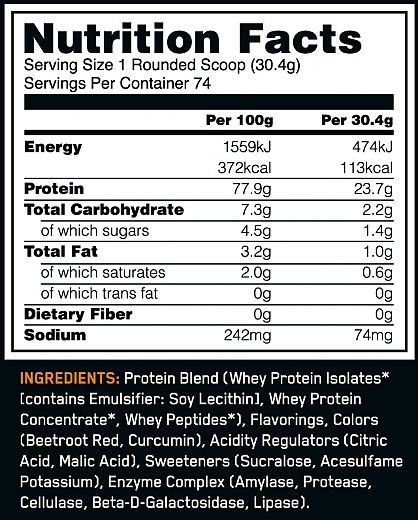 Nutrition Facts
Serving Size 1 Rounded Scoop (30.4g)
Servings Per Container 74
Per 100g Per 30.4g
Energy 1559kJ 474kJ
372kcal 113kcal
Protein 77.9g 23.7g
Total Carbohydrate 7.3g 2.2g
of which sugars 4.5g 1.4g
Total Fat 3.2g 1.0g
of which saturates 2.0g 0.6g
of which trans fat 0g 0g
Dietary Fiber 0g 0g
Sodium 242mg 74mg
INGREDIENTS: Protein Blend (Whey Protein Isolates*
[contains Emulsifier: Soy Lecithin], Whey Protein
Concentrate*, Whey Peptides*), Flavorings, Colors
(Beetroot Red, Curcumin), Acidity Regulators (Citric
Acid, Malic Acid), Sweeteners (Sucralose, Acesulfame
Potassium), Enzyme Complex (Amylase, Protease,
Cellulase, Beta-D-Galactosidase, Lipase).